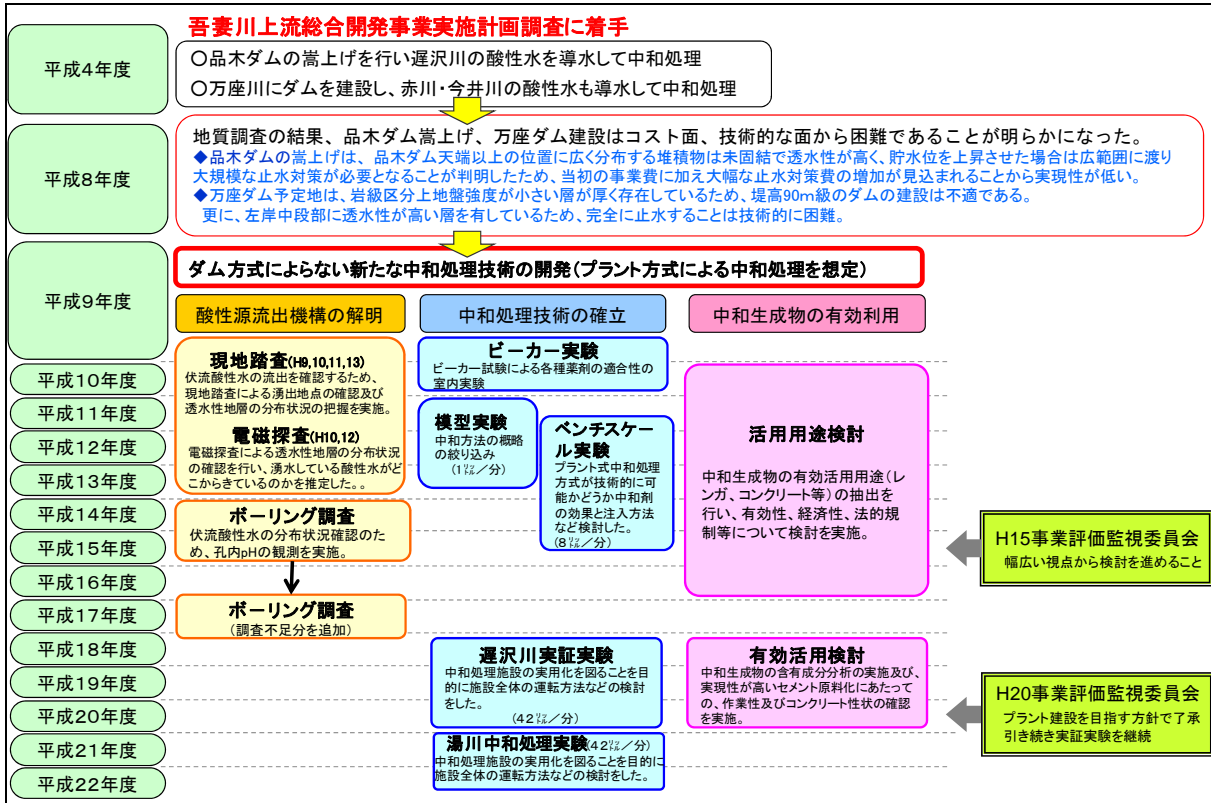 吾妻川上流総合開発事業実施計画調査に着手
平成4年度
○品木ダムの嵩上げを行い遅沢川の酸性水を導水して中和処理
○万座川にダムを建設し、赤川・今井川の酸性水も導水して中和処理
平成8年度
地質調査の結果、品木ダム嵩上げ、万座ダム建設はコスト面、技術的な面から困難であることが明らかになった。
◆品木ダムの嵩上げは、品木ダム天端以上の位置に広く分布する堆積物は未固結で透水性が高く、貯水位を上昇させた場合は広範囲に渡り
大規模な止水対策が必要となることが判明したため、当初の事業費に加え大幅な止水対策費の増加が見込まれることから実現性が低い。
◆万座ダム予定地は、岩級区分上地盤強度が小さい層が厚く存在しているため、堤高90m級のダムの建設は不適である。
更に、左岸中段部に透水性が高い層を有しているため、完全に止水することは技術的に困難。
平成9年度
ダム方式によらない新たな中和処理技術の開発(プラント方式による中和処理を想定)
酸性源流出機構の解明
中和処理技術の確立
中和生成物の有効利用
現地踏査(H9,10,11,13)
伏流酸性水の流出を確認するため、
現地踏査による湧出地点の確認及び
透水性地層の分布状況の把握を実施。
電磁探査(H10,12)
電磁探査による透水性地層の分布状況
の確認を行い、湧水している酸性水がど
こからきているのかを推定した。。
ビーカー実験
ビーカー試験による各種薬剤の適合性の
室内実験
模型実験
中和方法の概略
の絞り込み
(1㍑/分)
ベンチスケー
ル実験
プラント式中和処理
方式が技術的に可
能かどうか中和剤
の効果と注入方法
など検討した。
(8㍑/分)
活用用途検討
中和生成物の有効活用用途(レ
ンガ、コンクリート等)の抽出を
行い、有効性、経済性、法的規
制等について検討を実施。
平成10年度
平成11年度
平成12年度
平成13年度
平成14年度
平成15年度
平成16年度
平成17年度
平成18年度
平成19年度
平成20年度
平成21年度
平成22年度
ボーリング調査
伏流酸性水の分布状況確認のた
め、孔内pHの観測を実施。
ボーリング調査
(調査不足分を追加)
H15事業評価監視委員会
幅広い視点から検討を進めること
遅沢川実証実験
中和処理施設の実用化を図ることを目
的に施設全体の運転方法などの検討
をした。
(42㍑/分)
有効活用検討
中和生成物の含有成分分析の実施及び、
実現性が高いセメント原料化にあたって
の、作業性及びコンクリート性状の確認
を実施。
H20事業評価監視委員会
プラント建設を目指す方針で了承
引き続き実証実験を継続
湯川中和処理実験(42㍑/分)
中和処理施設の実用化を図ることを目的に
施設全体の運転方法などの検討をした。